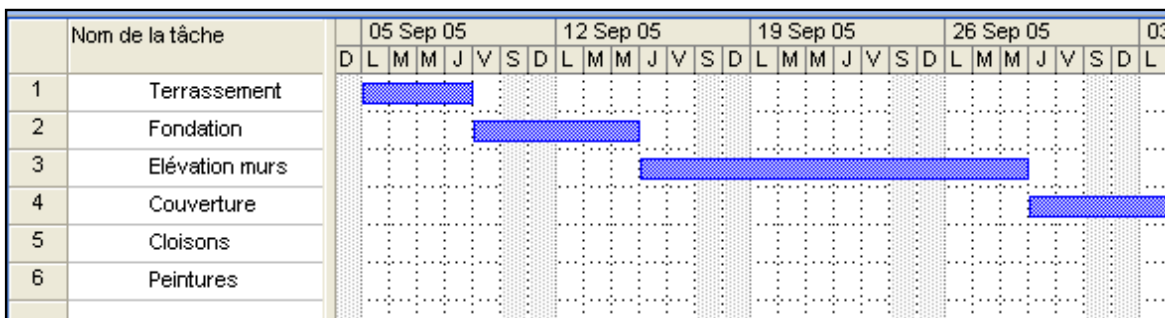 Nom de la tâche 05 Sep 05 12 Sep 05 19 Sep 05 26 Sep 05 03
D L M M J V S D L M M J V S D L M M J V S D L M M J V S D L
1 Terrassement
2 Fondation
3 Elévation murs
4 Couverture
5 Cloisons
6 Peintures